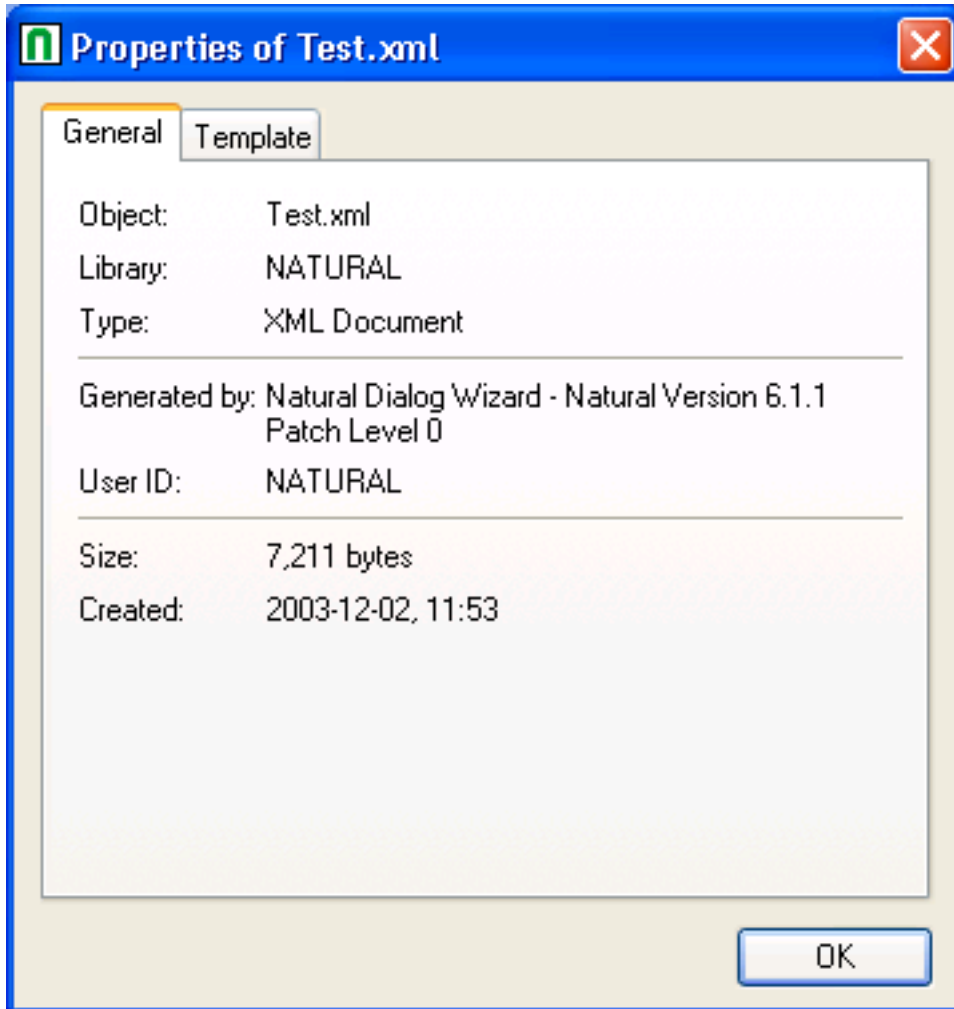 Properties of Test.xml
General Template
Object: Test.xml
Library: NATURAL
Type: XML Document
Generated by: Natural Dialog Wizard - Natural Version 6.1.1
Patch Level 0
User ID: NATURAL
Size: 7,211 bytes
Created: 2003-12-02, 11:53
OK